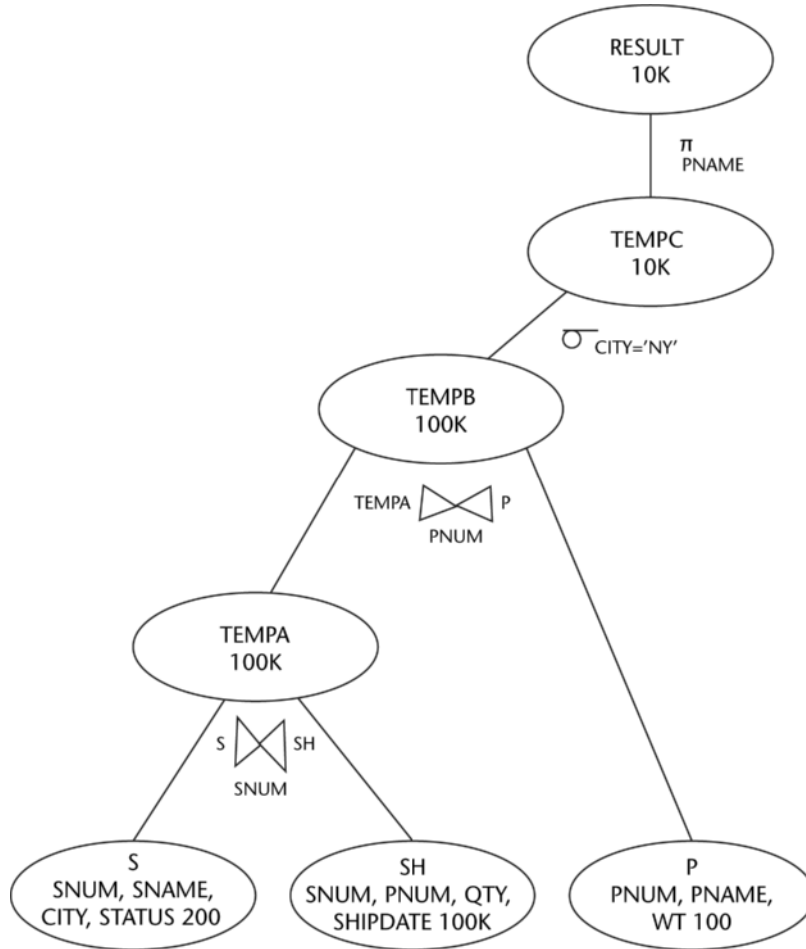 RESULT
10K
π
PNAME
TEMPC
10K
σ CITY='NY'
TEMPB
100K
TEMPA P
PNUM
TEMPA
100K
S SH
SNUM
S
SNUM, SNAME,
CITY, STATUS 200
SH
SNUM, PNUM, QTY,
SHIPDATE 100K
P
PNUM, PNAME,
WT 100